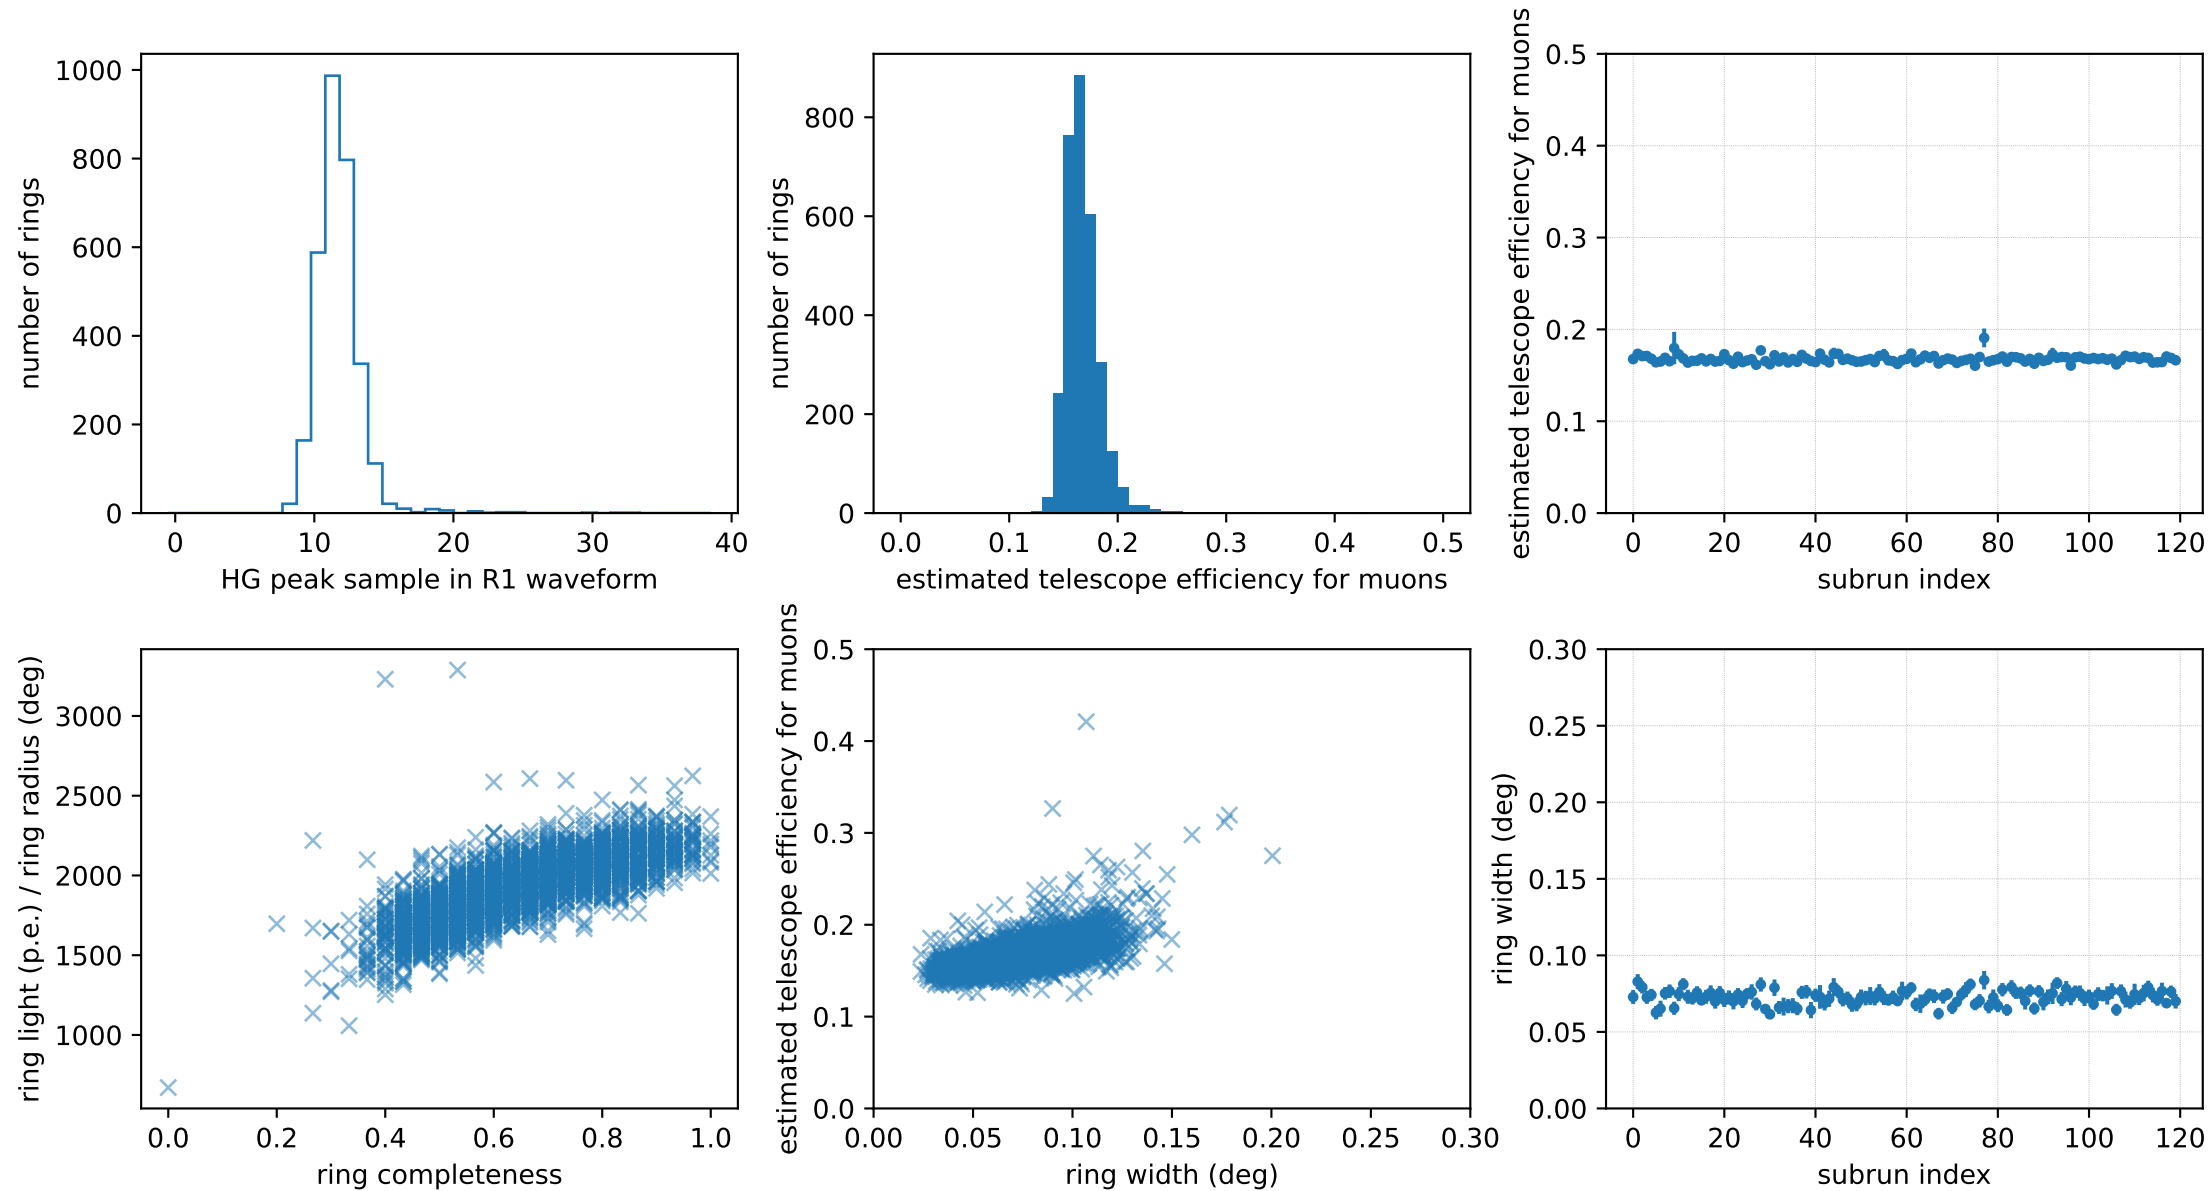 1000
800
600
400
200
0
number of rings
0 10 20 30 40
HG peak sample in R1 waveform
800
600
400
200
0
number of rings
0.0 0.1 0.2 0.3 0.4 0.5
estimated telescope efficiency for muons
0.5
0.4
0.3
0.2
0.1
0.0
estimated telescope efficiency for muons
0 20 40 60 80 100 120
subrun index
3000
2500
2000
1500
1000
ring light (p.e.) / ring radius (deg)
0.0 0.2 0.4 0.6 0.8 1.0
ring completeness
0.5
0.4
0.3
0.2
0.1
0.0
estimated telescope efficiency for muons
0.00 0.05 0.10 0.15 0.20 0.25 0.30
ring width (deg)
0.30
0.25
0.20
0.15
0.10
0.05
0.00
ring width (deg)
0 20 40 60 80 100 120
subrun index